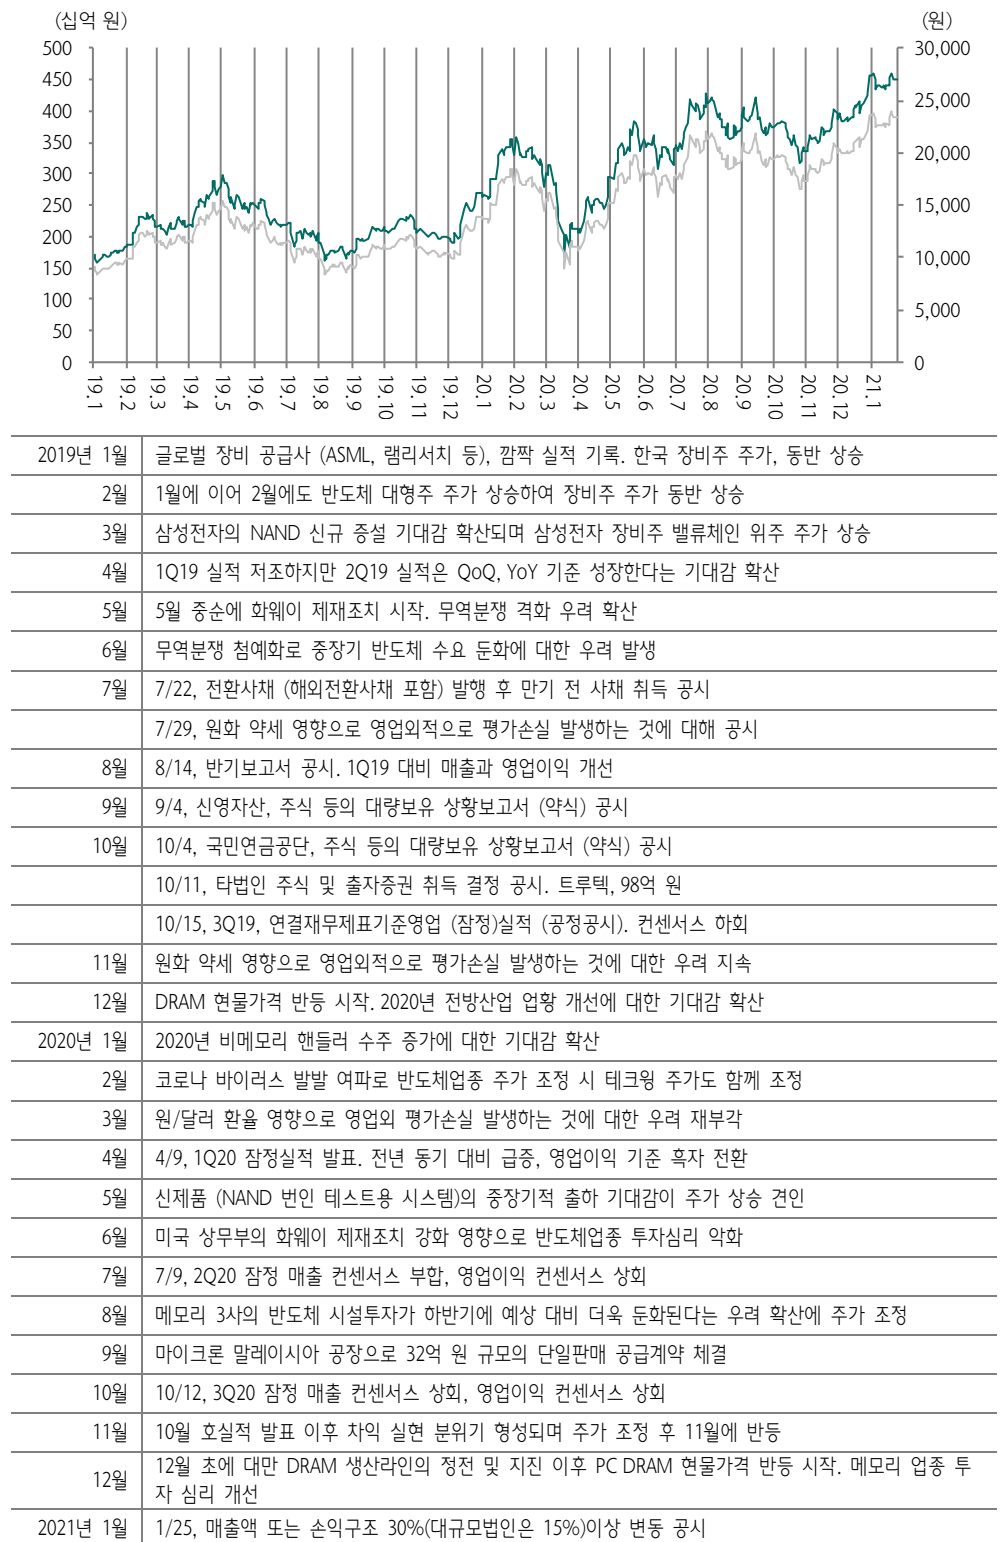 (십억 원) (원)
500 30,000
450
400 25,000
350
300 20,000
250 15,000
200
150 10,000
100 5,000
50
0 0
19.1 19.2 19.3 19.4 19.5 19.6 19.7 19.8 19.9 19.10 19.11 19.12 20.1 20.2 20.3 20.4 20.5 20.6 20.7 20.8 20.9 20.10 20.11 20.12 21.1
2019년 1월 글로벌 장비 공급사 (ASML, 램리서치 등), 깜짝 실적 기록. 한국 장비주 주가, 동반 상승
2월 1월에 이어 2월에도 반도체 대형주 주가 상승하여 장비주 주가 동반 상승
3월 삼성전자의 NAND 신규 증설 기대감 확산되며 삼성전자 장비주 밸류체인 위주 주가 상승
4월 1Q19 실적 저조하지만 2Q19 실적은 QoQ, YoY 기준 성장한다는 기대감 확산
5월 5월 중순에 화웨이 제재조치 시작. 무역분쟁 격화 우려 확산
6월 무역분쟁 첨예화로 중장기 반도체 수요 둔화에 대한 우려 발생
7월 7/22, 전환사채 (해외전환사채 포함) 발행 후 만기 전 사채 취득 공시
7/29, 원화 약세 영향으로 영업외적으로 평가손실 발생하는 것에 대해 공시
8월 8/14, 반기보고서 공시. 1Q19 대비 매출과 영업이익 개선
9월 9/4, 신영자산, 주식 등의 대량보유 상황보고서 (약식) 공시
10월 10/4, 국민연금공단, 주식 등의 대량보유 상황보고서 (약식) 공시
10/11, 타법인 주식 및 출자증권 취득 결정 공시. 트루텍, 98억 원
10/15, 3Q19, 연결재무제표기준영업 (잠정)실적 (공정공시). 컨센서스 하회
11월 원화 약세 영향으로 영업외적으로 평가손실 발생하는 것에 대한 우려 지속
12월 DRAM 현물가격 반등 시작. 2020년 전방산업 업황 개선에 대한 기대감 확산
2020년 1월 2020년 비메모리 핸들러 수주 증가에 대한 기대감 확산
2월 코로나 바이러스 발발 여파로 반도체업종 주가 조정 시 테크윙 주가도 함께 조정
3월 원/달러 환율 영향으로 영업외 평가손실 발생하는 것에 대한 우려 재부각
4월 4/9, 1Q20 잠정실적 발표. 전년 동기 대비 급증, 영업이익 기준 흑자 전환
5월 신제품 (NAND 번인 테스트용 시스템)의 중장기적 출하 기대감이 주가 상승 견인
6월 미국 상무부의 화웨이 제재조치 강화 영향으로 반도체업종 투자심리 악화
7월 7/9, 2Q20 잠정 매출 컨센서스 부합, 영업이익 컨센서스 상회
8월 메모리 3사의 반도체 시설투자가 하반기에 예상 대비 더욱 둔화된다는 우려 확산에 주가 조정
9월 마이크론 말레이시아 공장으로 32억 원 규모의 단일판매 공급계약 체결
10월 10/12, 3Q20 잠정 매출 컨센서스 상회, 영업이익 컨센서스 상회
11월 10월 호실적 발표 이후 차익 실현 분위기 형성되며 주가 조정 후 11월에 반등
12월 12월 초에 대만 DRAM 생산라인의 정전 및 지진 이후 PC DRAM 현물가격 반등 시작. 메모리 업종 투
자 심리 개선
2021년 1월 1/25, 매출액 또는 손익구조 30%(대규모법인은 15%)이상 변동 공시